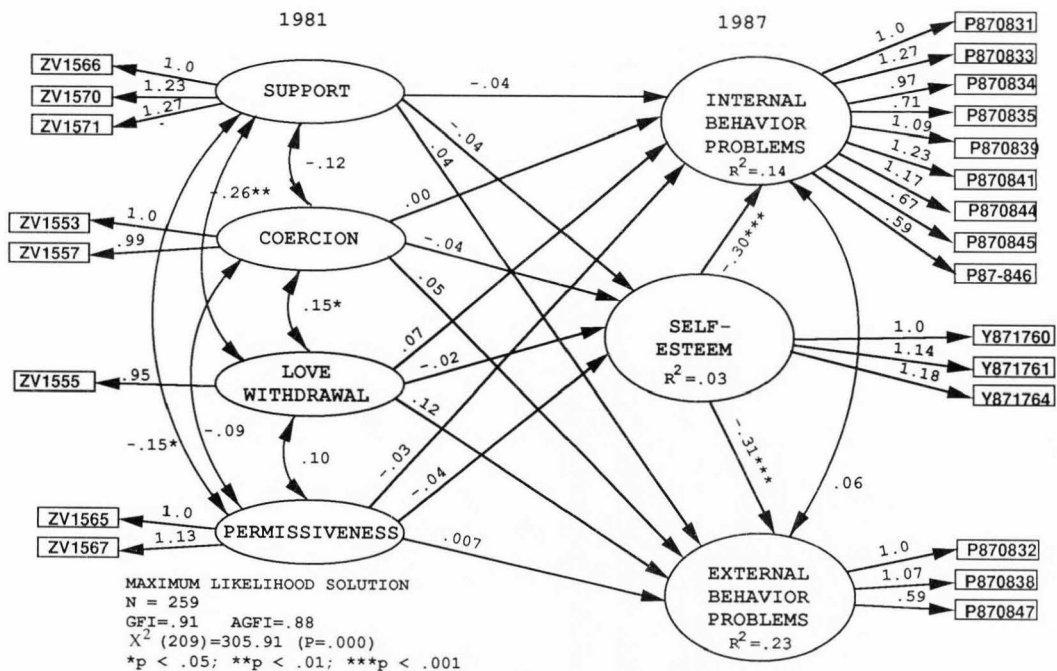 1981
1987
ZV1566
ZV1570
ZV1571
1.0
1.23
1.27
SUPPORT
-.04
-.04
.04
-.12
-.26**
ZV1553
ZV1557
1.0
.99
COERCION
.00
-.04
.05
.15*
ZV1555
.95
LOVE
WITHDRAWAL
.07
-.02
.12
-.15*
-.09
.10
ZV1565
ZV1567
1.0
1.13
PERMISSIVENESS
-.03
-.04
.007
INTERNAL
BEHAVIOR
PROBLEMS
R²=.14
1.0
1.27
.97
.71
1.09
1.23
1.17
.67
.59
P870831
P870833
P870834
P870835
P870839
P870841
P870844
P870845
P87-846
-.30***
SELF-
ESTEEM
R²=.03
1.0
1.14
1.18
Y871760
Y871761
Y871764
-.31***
.06
EXTERNAL
BEHAVIOR
PROBLEMS
R²=.23
1.0
1.07
.59
P870832
P870838
P870847
MAXIMUM LIKELIHOOD SOLUTION
N = 259
GFI=.91 AGFI=.88
X² (209)=305.91 (P=.000)
*p < .05; **p < .01; ***p < .001